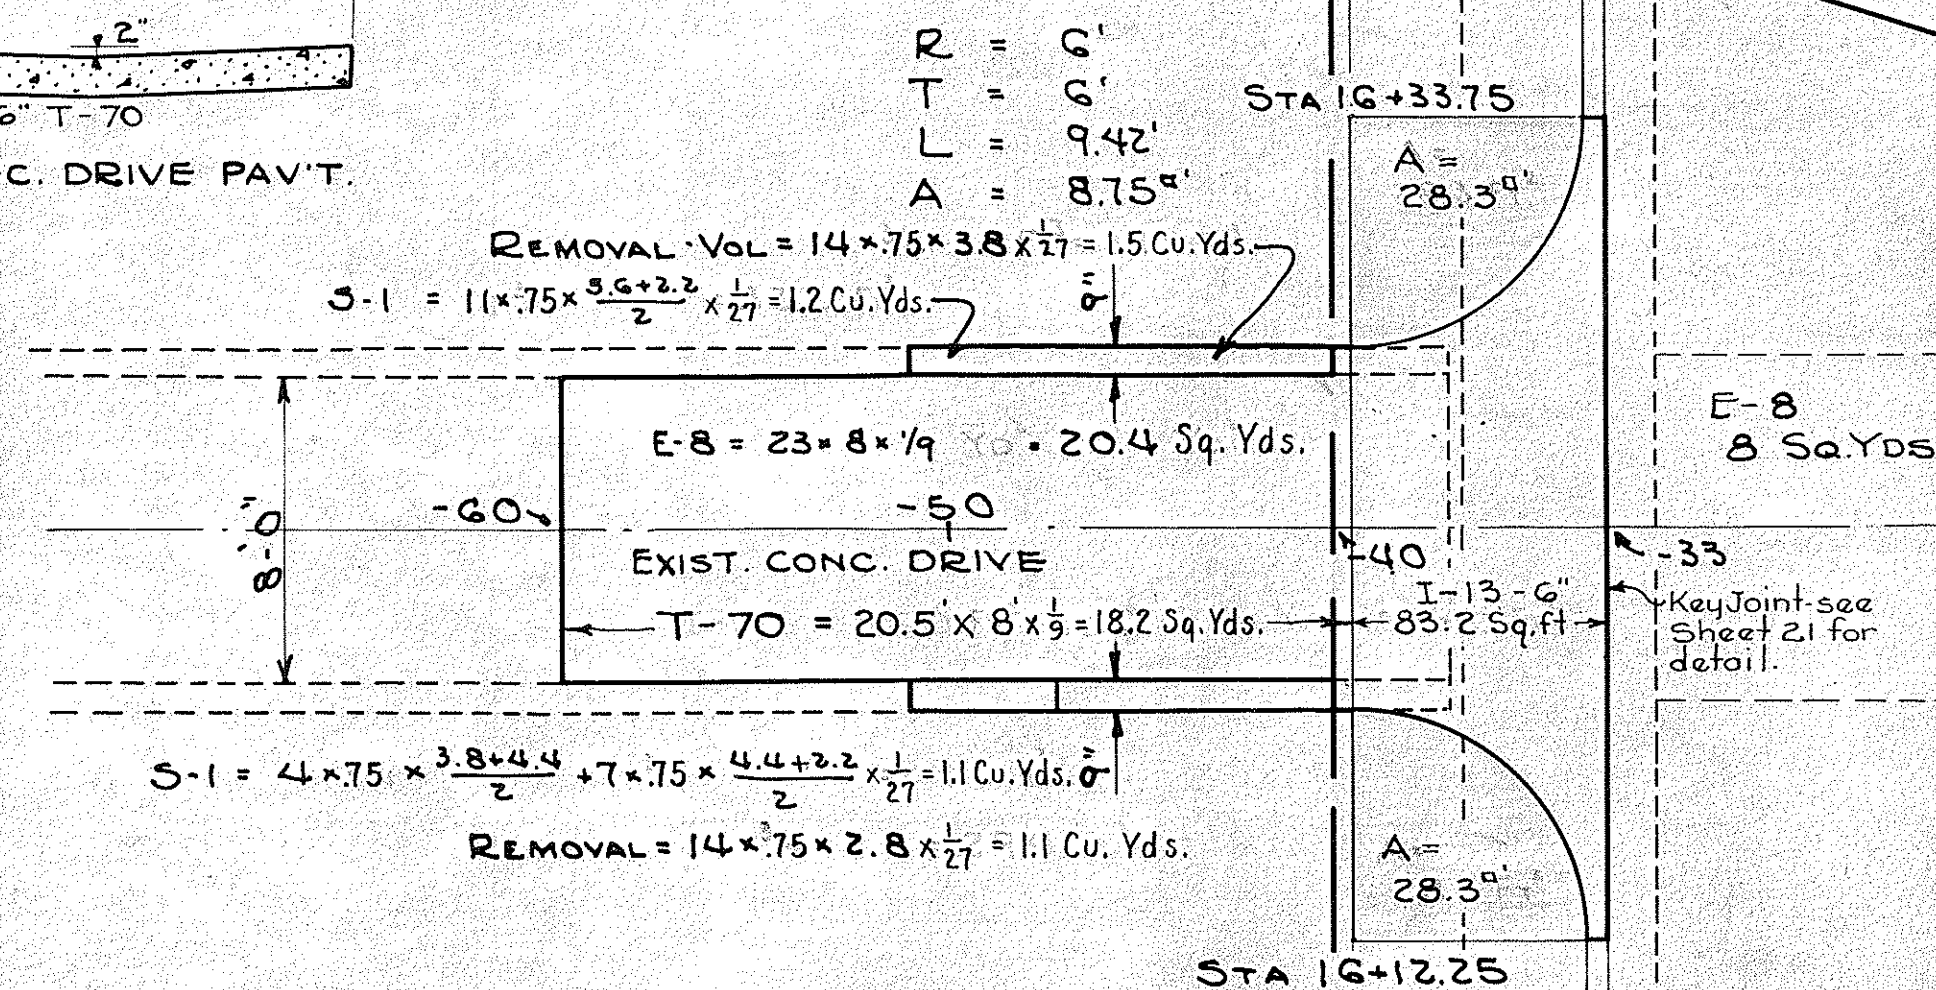 2"
6" T-70
C. DRIVE PAV'T.
R = 6'
T = 6'
L = 9.42'
A = 8.75□'
STA 16+33.75
A =
28.3□'
REMOVAL·VOL = 14×.75×3.8×1/27 = 1.5 Cu.Yds.
S-1 = 11×.75×(3.6+2.2)/2 × 1/27 = 1.2 Cu.Yds.
9"
E-8 = 23×8×1/9 = 20.4 Sq. Yds.
E-8
8 SQ.YDS
8'-0"
-60
-50
-40
-33
EXIST. CONC. DRIVE
T-70 = 20.5' × 8' × 1/9 = 18.2 Sq.Yds.
I-13-6"
83.2 Sq.ft
Key Joint-see
Sheet 21 for
detail.
S-1 = 4×.75 × (3.8+4.4)/2 + 7×.75 × (4.4+2.2)/2 × 1/27 = 1.1 Cu.Yds.
9"
REMOVAL = 14×.75×2.8×1/27 = 1.1 Cu. Yds.
A =
28.3□'
STA 16+12.25